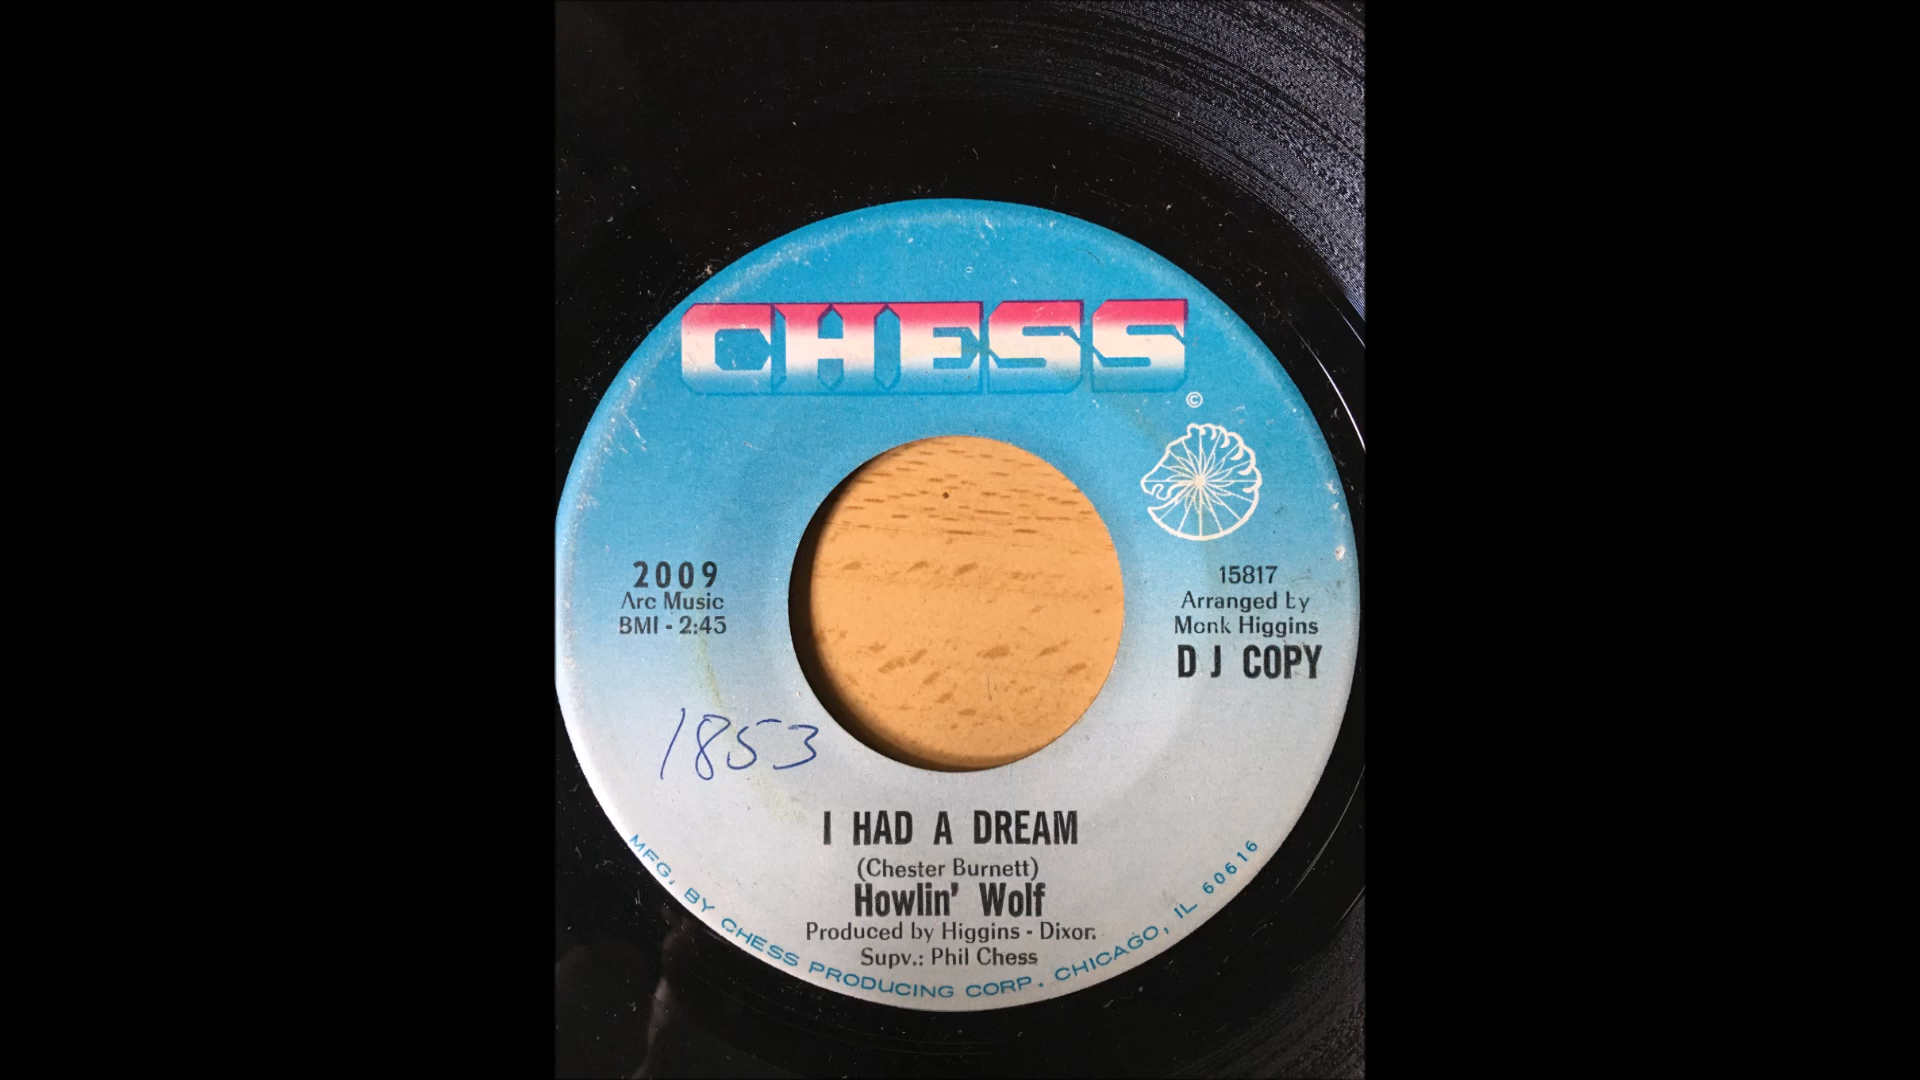 CHESS
©
2009
Arc Music
BMI - 2:45
15817
Arranged by
Monk Higgins
D J COPY
1853
I HAD A DREAM
(Chester Burnett)
Howlin' Wolf
Produced by Higgins - Dixon
Supv.: Phil Chess
MFG. BY CHESS PRODUCING CORP. CHICAGO, IL 60616